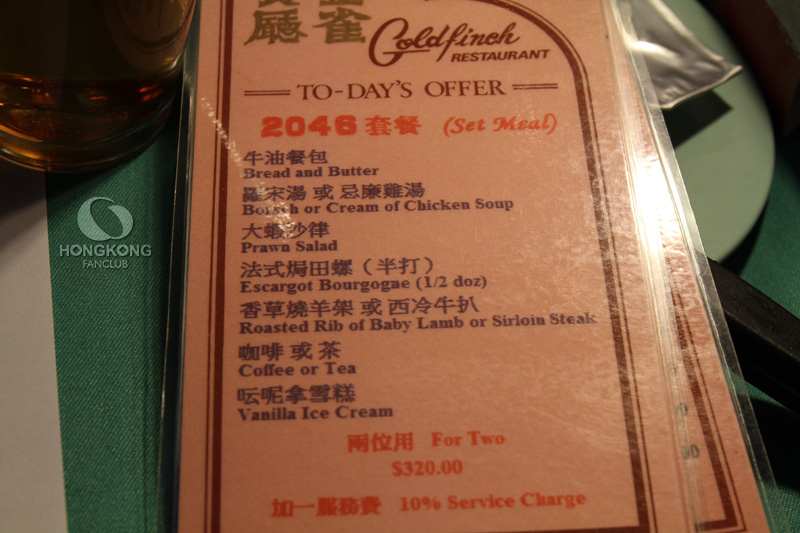 餐金
廳雀
Goldfinch
RESTAURANT
TO-DAY'S OFFER
2046 套餐 (Set Meal)
牛油餐包
Bread and Butter
羅宋湯 或 忌廉雞湯
Borsch or Cream of Chicken Soup
大蝦沙律
Prawn Salad
法式焗田螺(半打)
Escargot Bourgogne (1/2 doz)
香草燒羊架 或 西冷牛扒
Roasted Rib of Baby Lamb or Sirloin Steak
咖啡 或 茶
Coffee or Tea
呍呢拿雪糕
Vanilla Ice Cream
兩位用 For Two
$320.00
加一服務費 10% Service Charge
HONGKONG
FANCLUB